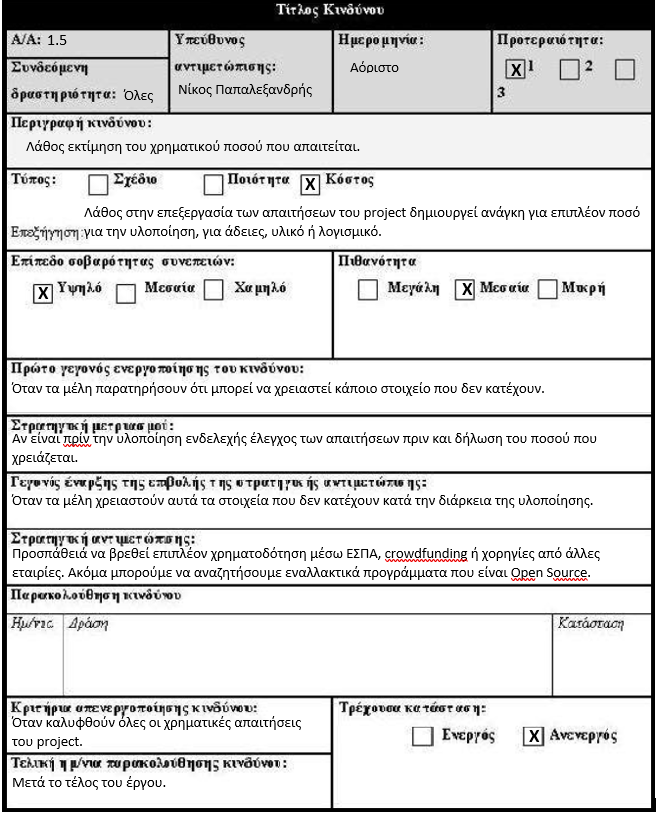 Τίτλος Κινδύνου
Α/Α: 1.5
Συνδεόμενη
δραστηριότητα: Όλες
Υπεύθυνος
αντιμετώπισης:
Νίκος Παπαλεξανδρής
Ημερομηνία:
Αόριστο
Προτεραιότητα:
X 1 2
3
Περιγραφή κινδύνου:
Λάθος εκτίμηση του χρηματικού ποσού που απαιτείται.
Τύπος: Σχέδιο Ποιότητα X Κόστος
Λάθος στην επεξεργασία των απαιτήσεων του project δημιουργεί ανάγκη για επιπλέον ποσό
Επεξήγηση: για την υλοποίηση, για άδειες, υλικό ή λογισμικό.
Επίπεδο σοβαρότητας συνεπειών:
X Υψηλό Μεσαία Χαμηλό
Πιθανότητα
Μεγάλη X Μεσαία Μικρή
Πρώτο γεγονός ενεργοποίησης του κινδύνου:
Όταν τα μέλη παρατηρήσουν ότι μπορεί να χρειαστεί κάποιο στοιχείο που δεν κατέχουν.
Στρατηγική μετριασμού:
Αν είναι πρίν την υλοποίηση ενδελεχής έλεγχος των απαιτήσεων πριν και δήλωση του ποσού που
χρειάζεται.
Γεγονός έναρξης της επιβολής της στρατηγικής αντιμετώπισης:
Όταν τα μέλη χρειαστούν αυτά τα στοιχεία που δεν κατέχουν κατά την διάρκεια της υλοποίησης.
Στρατηγική αντιμετώπισης:
Προσπάθειά να βρεθεί επιπλέον χρηματοδότηση μέσω ΕΣΠΑ, crowdfunding ή χορηγίες από άλλες
εταιρίες. Ακόμα μπορούμε να αναζητήσουμε εναλλακτικά προγράμματα που είναι Open Source.
Παρακολούθηση κινδύνου
Ημ/νια Δράση Κατάσταση
Κριτήρια απενεργοποίησης κινδύνου:
Όταν καλυφθούν όλες οι χρηματικές απαιτήσεις
του project.
Τελική ημ/νια παρακολούθησης κινδύνου:
Μετά το τέλος του έργου.
Τρέχουσα κατάσταση:
Ενεργός X Ανενεργός